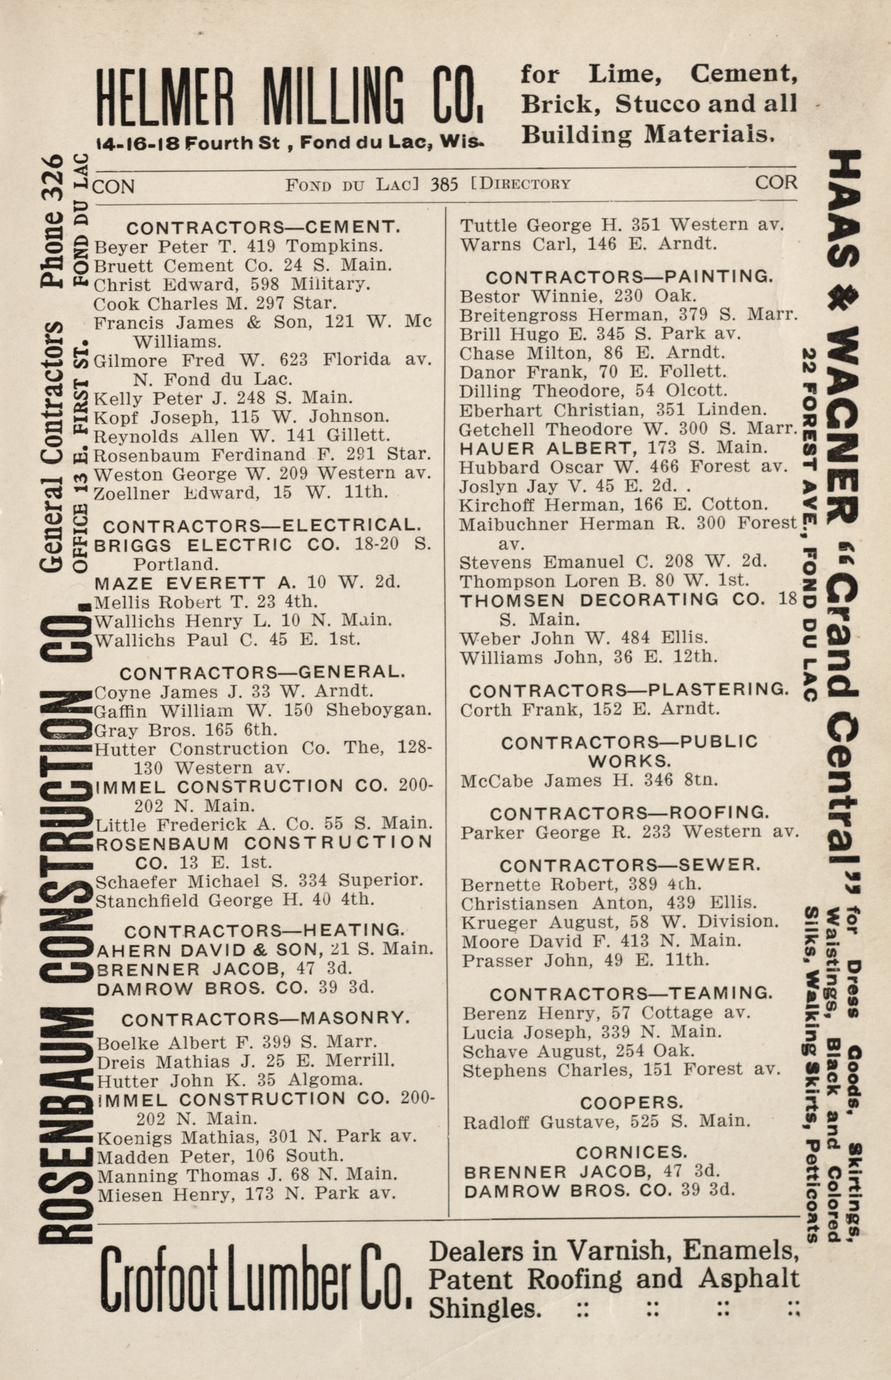 HELMER MILLING CO.
14-16-18 Fourth St , Fond du Lac, Wis.
for Lime, Cement,
Brick, Stucco and all
Building Materials.
CON FOND DU LAC] 385 [DIRECTORY COR
CONTRACTORS—CEMENT.
Beyer Peter T. 419 Tompkins.
Bruett Cement Co. 24 S. Main.
Christ Edward, 598 Military.
Cook Charles M. 297 Star.
Francis James & Son, 121 W. Mc
Williams.
Gilmore Fred W. 623 Florida av.
N. Fond du Lac.
Kelly Peter J. 248 S. Main.
Kopf Joseph, 115 W. Johnson.
Reynolds Allen W. 141 Gillett.
Rosenbaum Ferdinand F. 291 Star.
Weston George W. 209 Western av.
Zoellner Edward, 15 W. 11th.
CONTRACTORS—ELECTRICAL.
BRIGGS ELECTRIC CO. 18-20 S.
Portland.
MAZE EVERETT A. 10 W. 2d.
Mellis Robert T. 23 4th.
Wallichs Henry L. 10 N. Main.
Wallichs Paul C. 45 E. 1st.
CONTRACTORS—GENERAL.
Coyne James J. 33 W. Arndt.
Gaffin William W. 150 Sheboygan.
Gray Bros. 165 6th.
Hutter Construction Co. The, 128-
130 Western av.
IMMEL CONSTRUCTION CO. 200-
202 N. Main.
Little Frederick A. Co. 55 S. Main.
ROSENBAUM CONSTRUCTION
CO. 13 E. 1st.
Schaefer Michael S. 334 Superior.
Stanchfield George H. 40 4th.
CONTRACTORS—HEATING.
AHERN DAVID & SON, 21 S. Main.
BRENNER JACOB, 47 3d.
DAMROW BROS. CO. 39 3d.
CONTRACTORS—MASONRY.
Boelke Albert F. 399 S. Marr.
Dreis Mathias J. 25 E. Merrill.
Hutter John K. 35 Algoma.
IMMEL CONSTRUCTION CO. 200-
202 N. Main.
Koenigs Mathias, 301 N. Park av.
Madden Peter, 106 South.
Manning Thomas J. 68 N. Main.
Miesen Henry, 173 N. Park av.
Tuttle George H. 351 Western av.
Warns Carl, 146 E. Arndt.
CONTRACTORS—PAINTING.
Bestor Winnie, 230 Oak.
Breitengross Herman, 379 S. Marr.
Brill Hugo E. 345 S. Park av.
Chase Milton, 86 E. Arndt.
Danor Frank, 70 E. Follett.
Dilling Theodore, 54 Olcott.
Eberhart Christian, 351 Linden.
Getchell Theodore W. 300 S. Marr.
HAUER ALBERT, 173 S. Main.
Hubbard Oscar W. 466 Forest av.
Joslyn Jay V. 45 E. 2d. .
Kirchoff Herman, 166 E. Cotton.
Maibuchner Herman R. 300 Forest
av.
Stevens Emanuel C. 208 W. 2d.
Thompson Loren B. 80 W. 1st.
THOMSEN DECORATING CO. 18
S. Main.
Weber John W. 484 Ellis.
Williams John, 36 E. 12th.
CONTRACTORS—PLASTERING.
Corth Frank, 152 E. Arndt.
CONTRACTORS—PUBLIC
WORKS.
McCabe James H. 346 8th.
CONTRACTORS—ROOFING.
Parker George R. 233 Western av.
CONTRACTORS—SEWER.
Bernette Robert, 389 4th.
Christiansen Anton, 439 Ellis.
Krueger August, 58 W. Division.
Moore David F. 413 N. Main.
Prasser John, 49 E. 11th.
CONTRACTORS—TEAMING.
Berenz Henry, 57 Cottage av.
Lucia Joseph, 339 N. Main.
Schave August, 254 Oak.
Stephens Charles, 151 Forest av.
COOPERS.
Radloff Gustave, 525 S. Main.
CORNICES.
BRENNER JACOB, 47 3d.
DAMROW BROS. CO. 39 3d.
ROSENBAUM CONSTRUCTION CO.
General Contractors Phone 326
OFFICE 13 E. FIRST ST. FOND DU LAC
HAAS & WAGNER "Grand Central"
22 FOREST AVE., FOND DU LAC
for Dress Goods, Skirtings,
Waistings, Black and Colored
Silks, Walking Skirts, Petticoats
Crofoot Lumber Co.
Dealers in Varnish, Enamels,
Patent Roofing and Asphalt
Shingles. :: :: :: ::